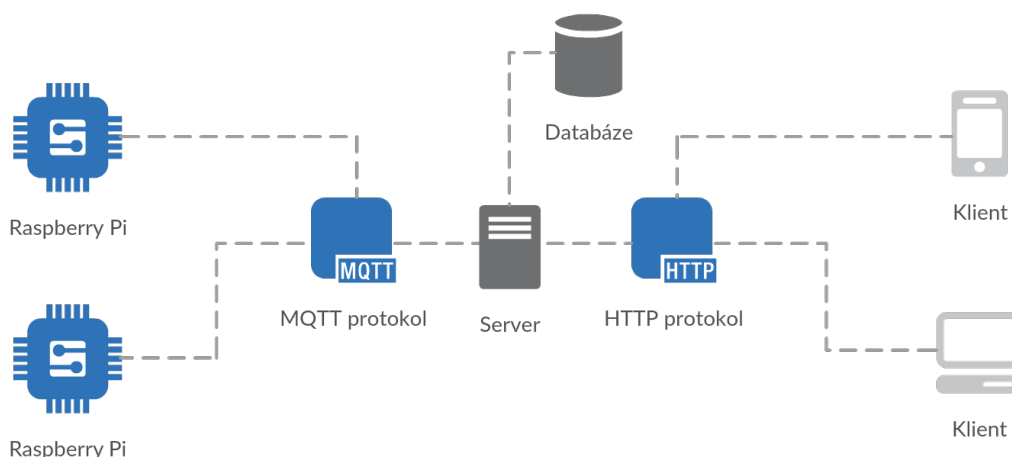 Databáze
Raspberry Pi
Klient
MQTT
HTTP
MQTT protokol
Server
HTTP protokol
Raspberry Pi
Klient